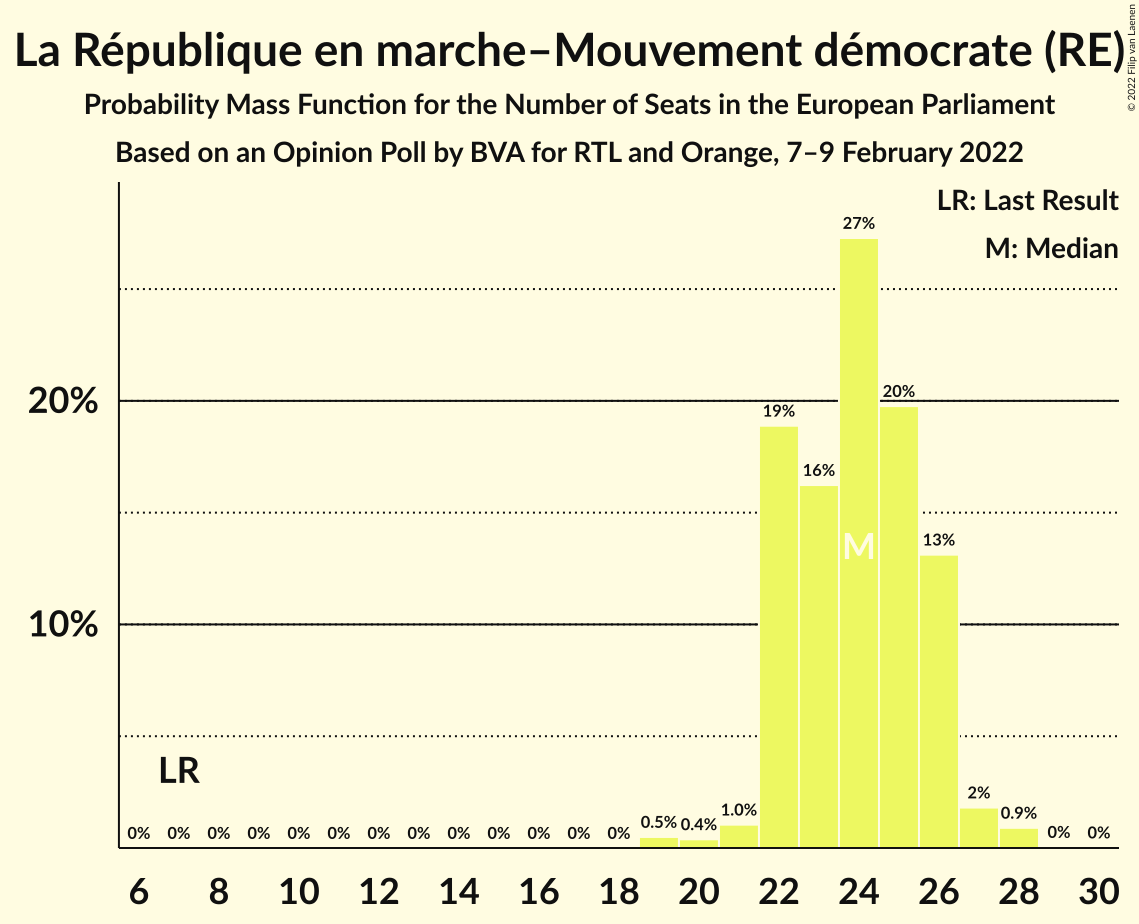 La République en marche–Mouvement démocrate (RE)
Probability Mass Function for the Number of Seats in the European Parliament
Based on an Opinion Poll by BVA for RTL and Orange, 7–9 February 2022
© 2022 Filip van Laenen
LR: Last Result
M: Median
27%
20%
20%
19%
16%
M
13%
10%
LR
0% 0% 0% 0% 0% 0% 0% 0% 0% 0% 0% 0% 0% 0.5% 0.4% 1.0% 2% 0.9% 0% 0%
6 8 10 12 14 16 18 20 22 24 26 28 30